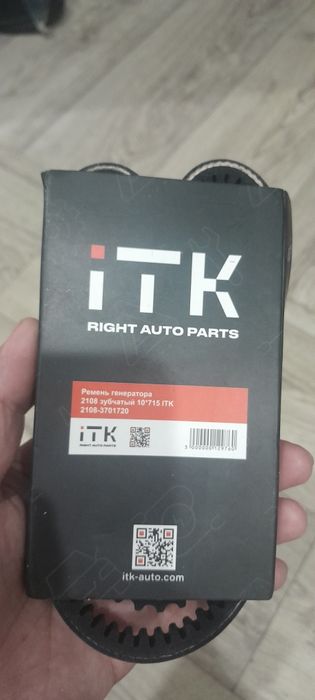 iTK
RIGHT AUTO PARTS
Ремень генератора
2108 зубчатый 10*715 ITK
2108-3701720
iTK
RIGHT AUTO PARTS
itk-auto.com